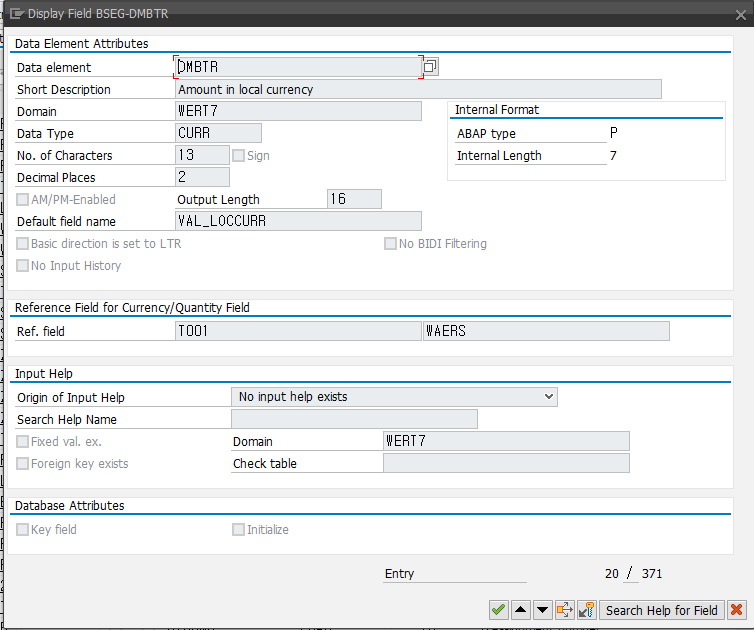 Display Field BSEG-DMBTR
Data Element Attributes
Data element DMBTR
Short Description Amount in local currency
Domain WERT7
Internal Format
Data Type CURR
ABAP type P
No. of Characters 13 Sign
Internal Length 7
Decimal Places 2
AM/PM-Enabled Output Length 16
Default field name VAL_LOCCURR
Basic direction is set to LTR No BIDI Filtering
No Input History
Reference Field for Currency/Quantity Field
Ref. field T001 WAERS
Input Help
Origin of Input Help No input help exists
Search Help Name
Fixed val. ex. Domain WERT7
Foreign key exists Check table
Database Attributes
Key field Initialize
Entry 20 / 371
Search Help for Field